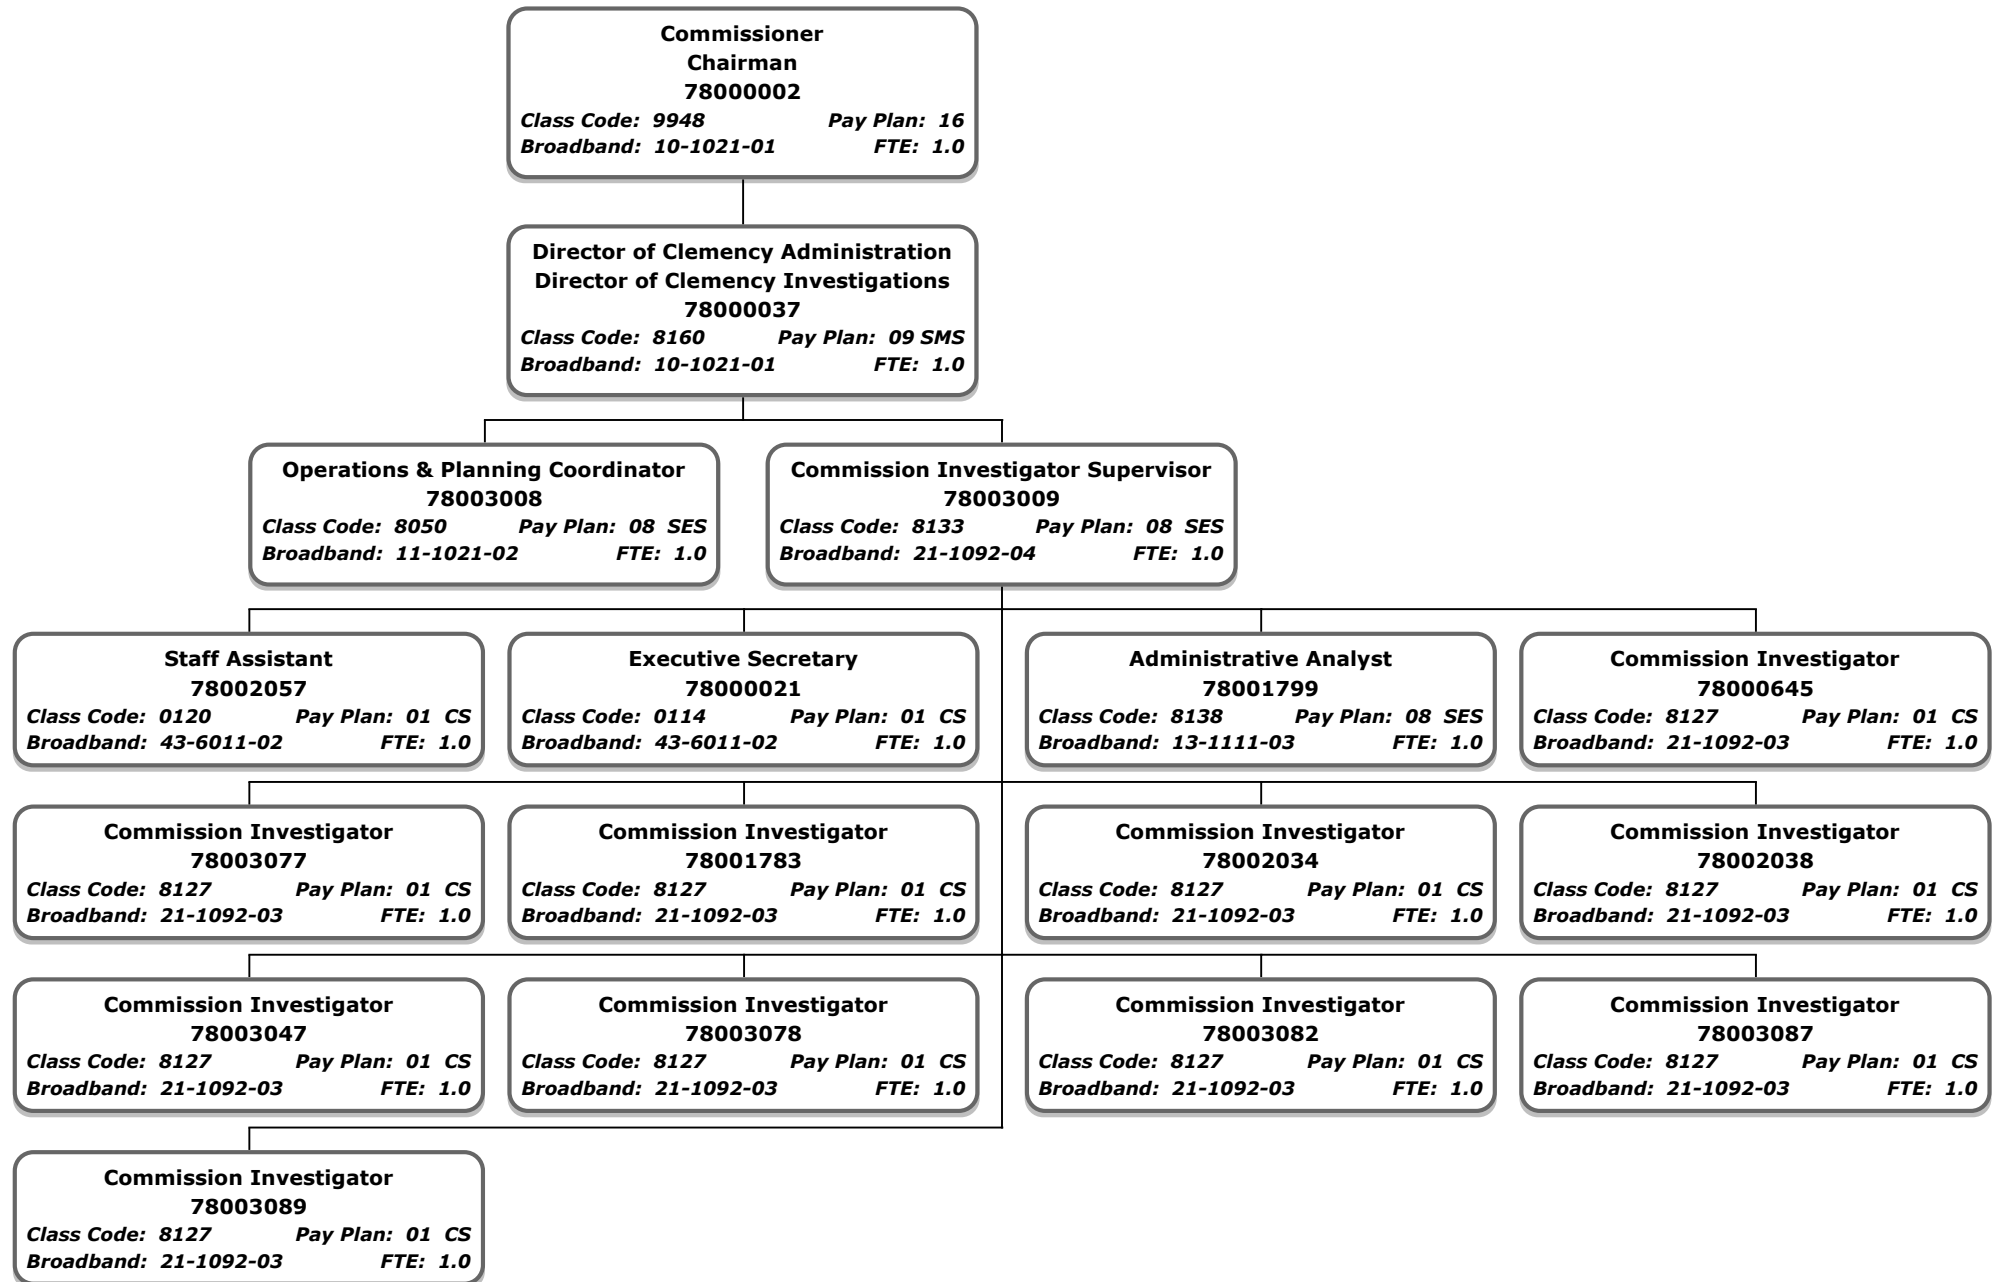 Commissioner
Chairman
78000002
Class Code: 9948 Pay Plan: 16
Broadband: 10-1021-01 FTE: 1.0
Director of Clemency Administration
Director of Clemency Investigations
78000037
Class Code: 8160 Pay Plan: 09 SMS
Broadband: 10-1021-01 FTE: 1.0
Operations & Planning Coordinator
78003008
Class Code: 8050 Pay Plan: 08 SES
Broadband: 11-1021-02 FTE: 1.0
Commission Investigator Supervisor
78003009
Class Code: 8133 Pay Plan: 08 SES
Broadband: 21-1092-04 FTE: 1.0
Staff Assistant
78002057
Class Code: 0120 Pay Plan: 01 CS
Broadband: 43-6011-02 FTE: 1.0
Executive Secretary
78000021
Class Code: 0114 Pay Plan: 01 CS
Broadband: 43-6011-02 FTE: 1.0
Administrative Analyst
78001799
Class Code: 8138 Pay Plan: 08 SES
Broadband: 13-1111-03 FTE: 1.0
Commission Investigator
78000645
Class Code: 8127 Pay Plan: 01 CS
Broadband: 21-1092-03 FTE: 1.0
Commission Investigator
78003077
Class Code: 8127 Pay Plan: 01 CS
Broadband: 21-1092-03 FTE: 1.0
Commission Investigator
78001783
Class Code: 8127 Pay Plan: 01 CS
Broadband: 21-1092-03 FTE: 1.0
Commission Investigator
78002034
Class Code: 8127 Pay Plan: 01 CS
Broadband: 21-1092-03 FTE: 1.0
Commission Investigator
78002038
Class Code: 8127 Pay Plan: 01 CS
Broadband: 21-1092-03 FTE: 1.0
Commission Investigator
78003047
Class Code: 8127 Pay Plan: 01 CS
Broadband: 21-1092-03 FTE: 1.0
Commission Investigator
78003078
Class Code: 8127 Pay Plan: 01 CS
Broadband: 21-1092-03 FTE: 1.0
Commission Investigator
78003082
Class Code: 8127 Pay Plan: 01 CS
Broadband: 21-1092-03 FTE: 1.0
Commission Investigator
78003087
Class Code: 8127 Pay Plan: 01 CS
Broadband: 21-1092-03 FTE: 1.0
Commission Investigator
78003089
Class Code: 8127 Pay Plan: 01 CS
Broadband: 21-1092-03 FTE: 1.0